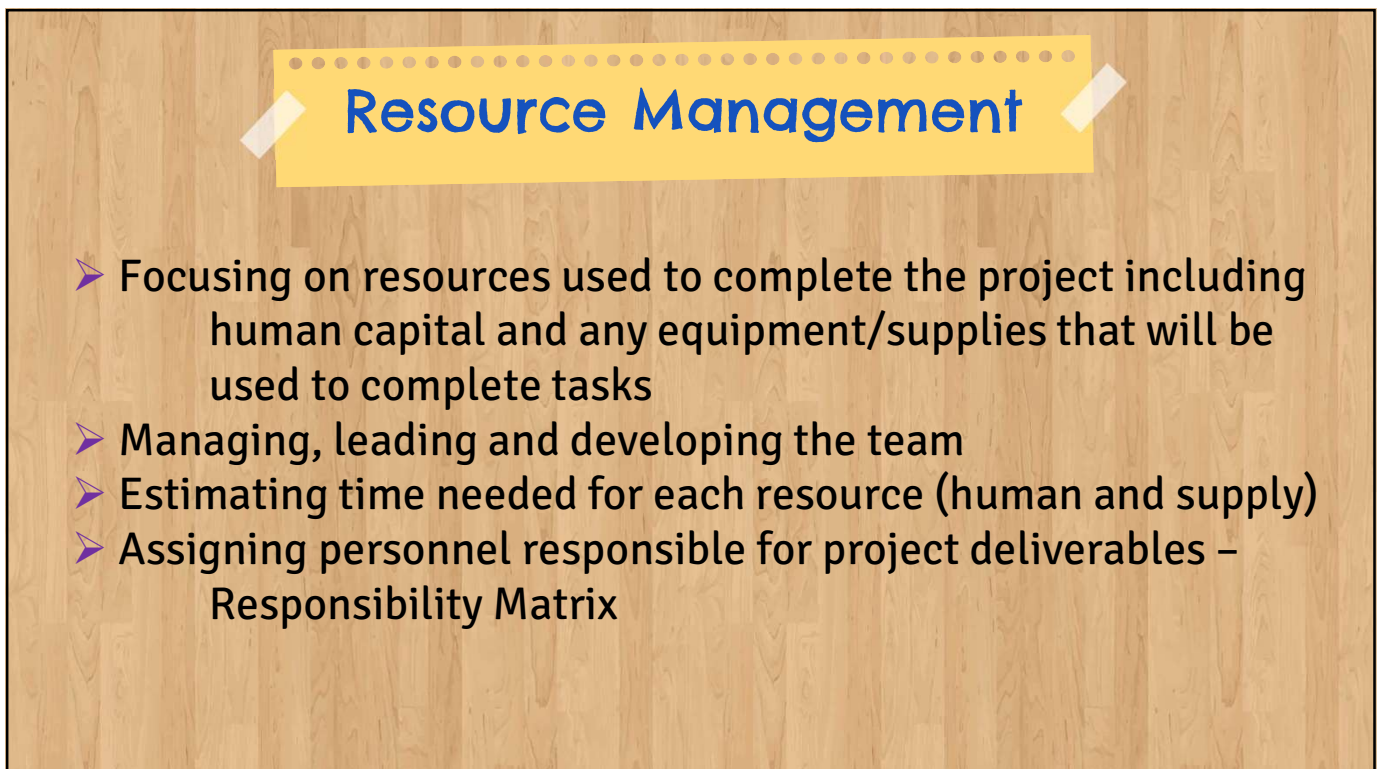 Resource Management
➢ Focusing on resources used to complete the project including
human capital and any equipment/supplies that will be
used to complete tasks
➢ Managing, leading and developing the team
➢ Estimating time needed for each resource (human and supply)
➢ Assigning personnel responsible for project deliverables –
Responsibility Matrix